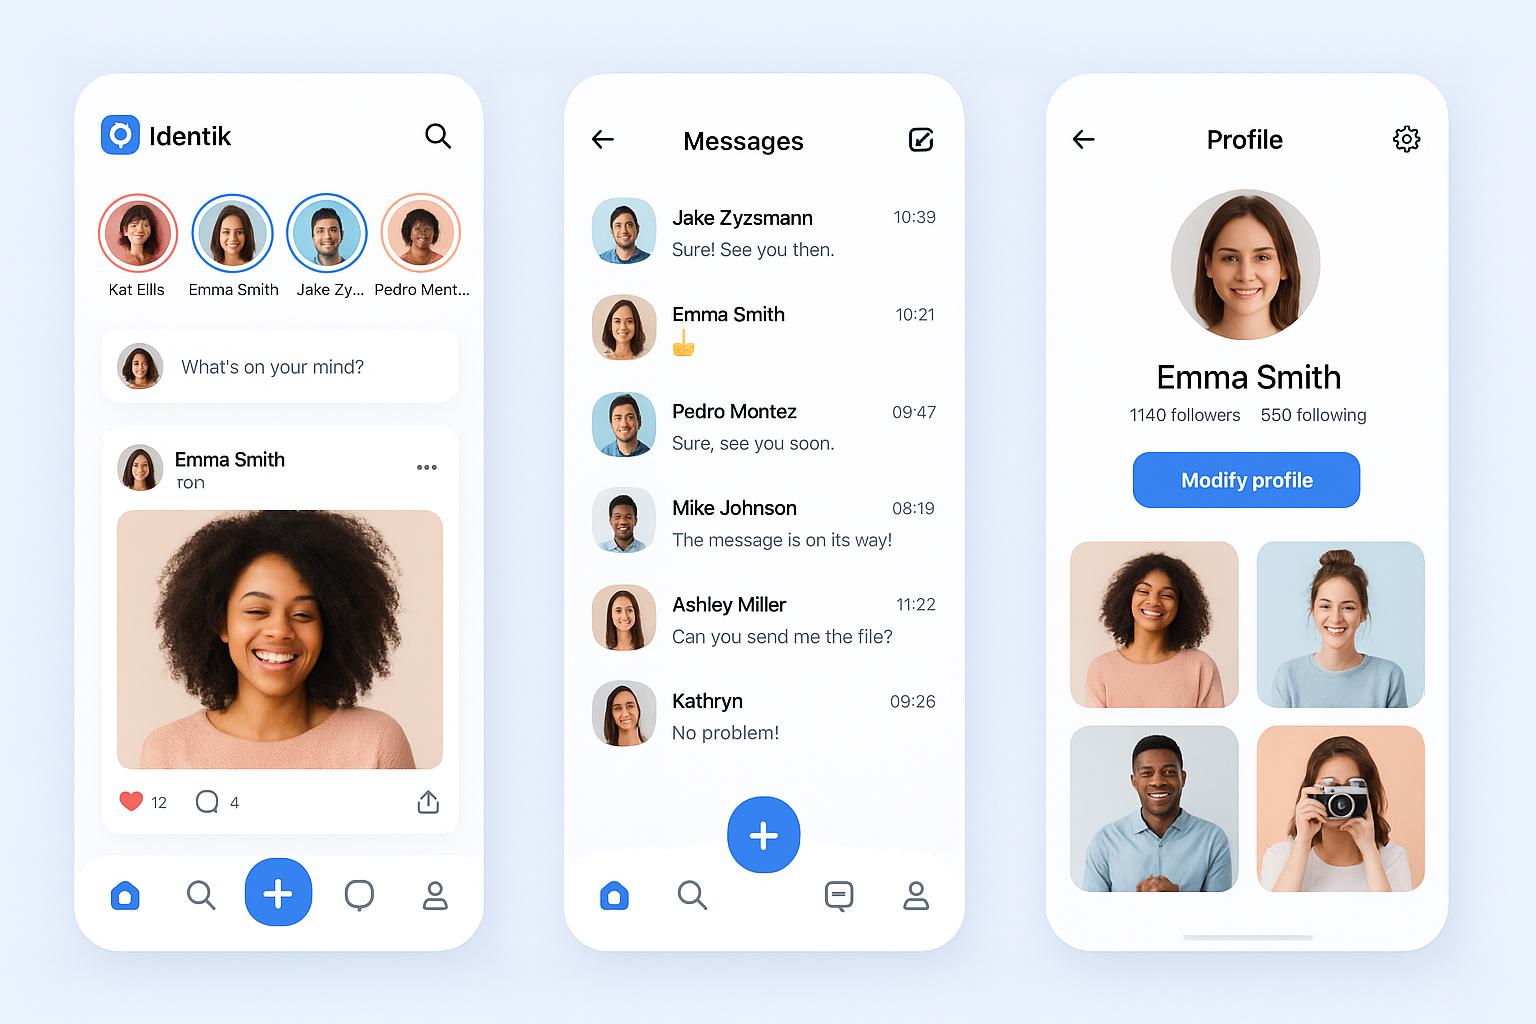 Identik
Kat Ellls
Emma Smith
Jake Zy...
Pedro Ment...
What's on your mind?
Emma Smith
тоn
12
4
Messages
Jake Zyzsmann
10:39
Sure! See you then.
Emma Smith
10:21
Pedro Montez
09:47
Sure, see you soon.
Mike Johnson
08:19
The message is on its way!
Ashley Miller
11:22
Can you send me the file?
Kathryn
09:26
No problem!
Profile
Emma Smith
1140 followers 550 following
Modify profile